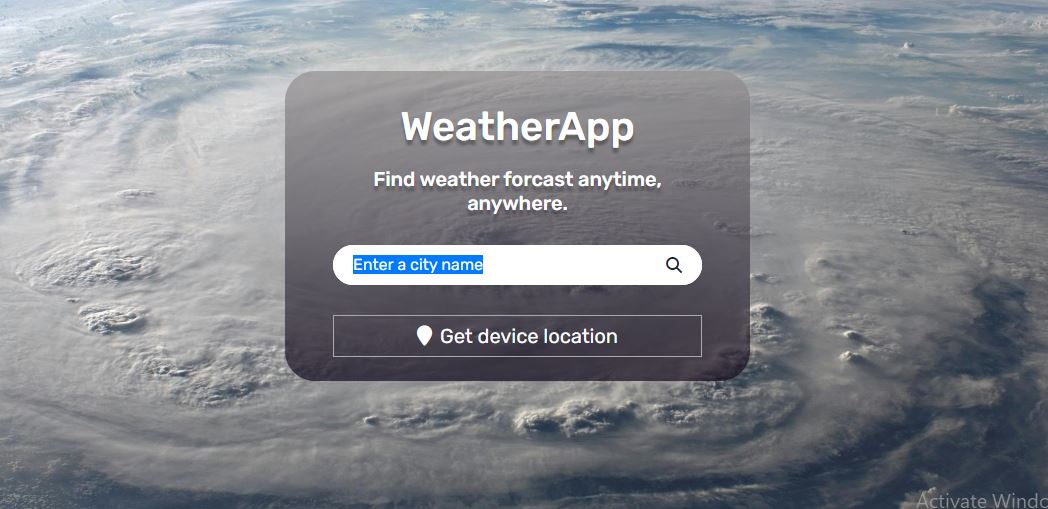 WeatherApp
Find weather forcast anytime,
anywhere.
Enter a city name
Get device location
Activate Windo